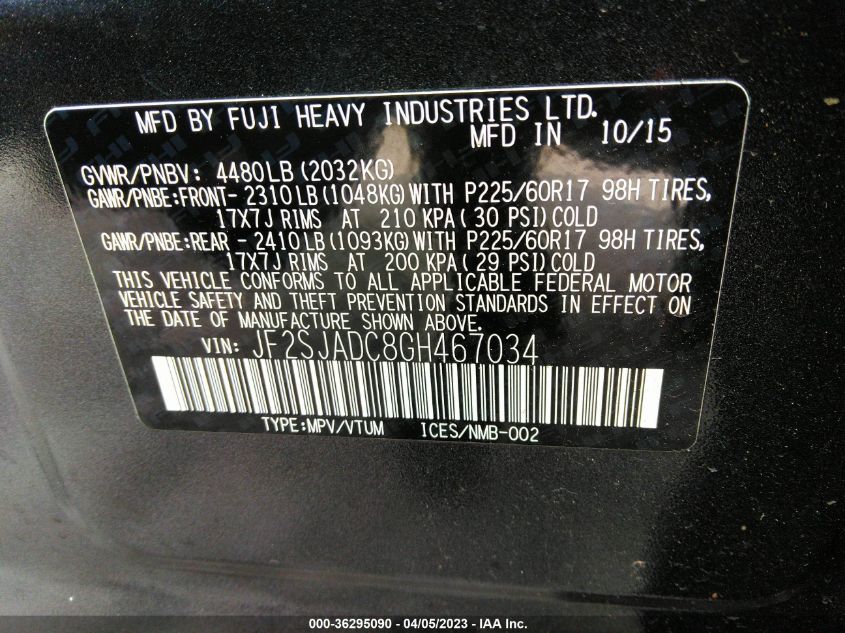 MFD BY FUJI HEAVY INDUSTRIES LTD.
MFD IN 10/15
GVWR/PNBV: 4480LB (2032KG)
GAWR/PNBE:FRONT- 2310 LB (1048KG) WITH P225/60R17 98H TIRES,
17X7J RIMS AT 210 KPA ( 30 PSI) COLD
GAWR/PNBE:REAR - 2410 LB (1093KG) WITH P225/60R17 98H TIRES,
17X7J RIMS AT 200 KPA ( 29 PSI) COLD
THIS VEHICLE CONFORMS TO ALL APPLICABLE FEDERAL MOTOR
VEHICLE SAFETY AND THEFT PREVENTION STANDARDS IN EFFECT ON
THE DATE OF MANUFACTURE SHOWN ABOVE.
VIN: JF2SJADC8GH467034
TYPE:MPV/VTUM ICES/NMB-002
000-36295090 - 04/05/2023 - IAA Inc.